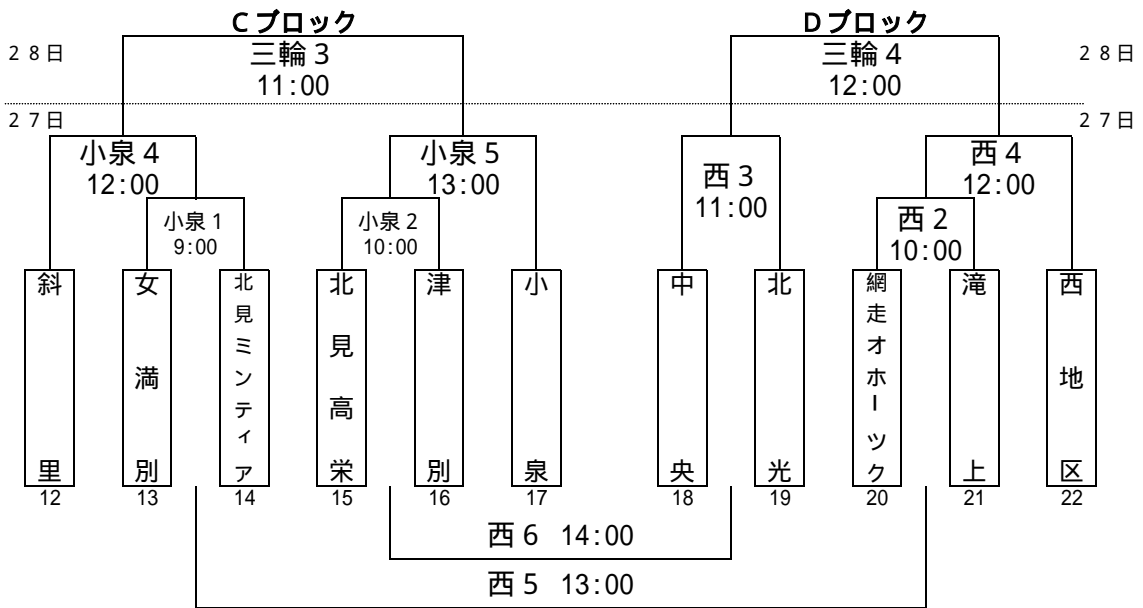 Cブロック
Dブロック
28日
三輪3
11:00
三輪4
12:00
28日
27日
27日
小泉4
12:00
小泉5
13:00
西3
11:00
西4
12:00
小泉1
9:00
小泉2
10:00
西2
10:00
斜里
女満別
北見ミンティア
北見高栄
津別
小泉
中央
北光
網走オホーツク
滝上
西地区
12
13
14
15
16
17
18
19
20
21
22
西6 14:00
西5 13:00